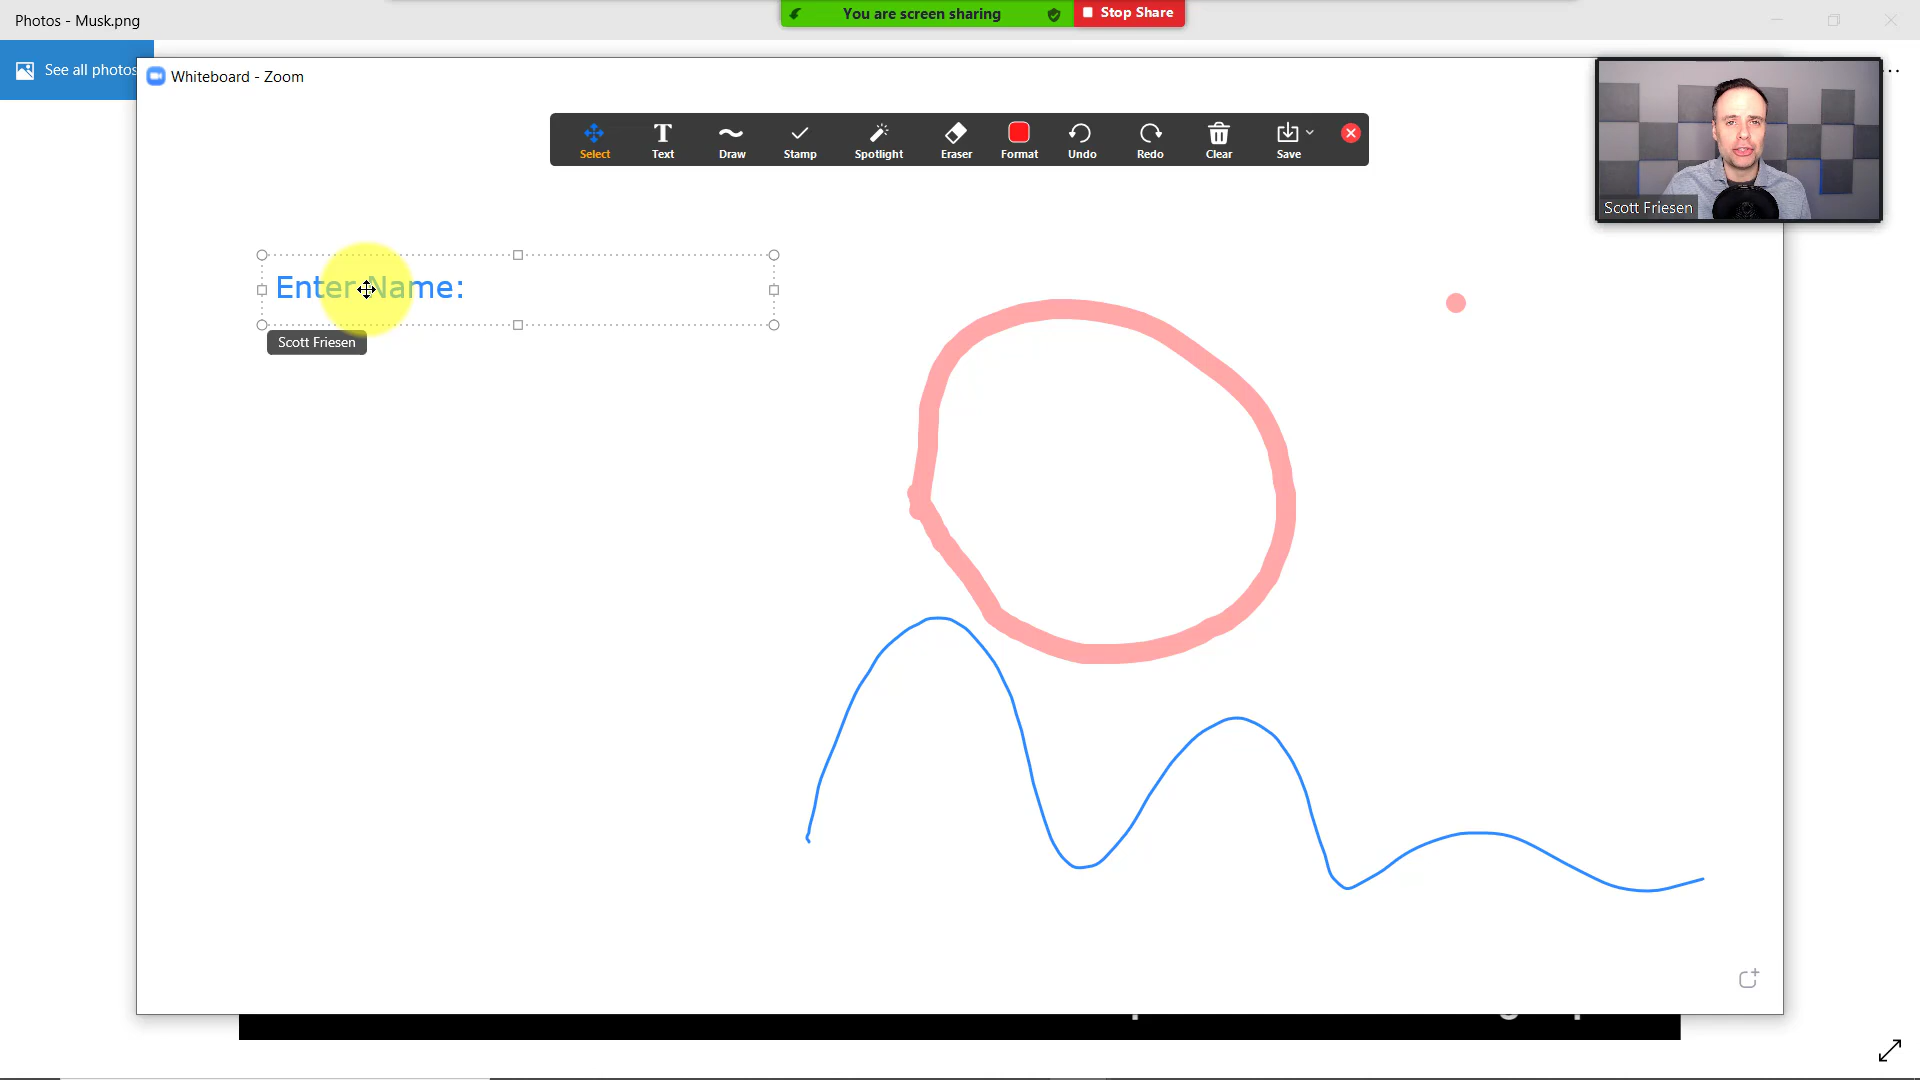 Photos - Musk.png
You are screen sharing
Stop Share
See all photos
Whiteboard - Zoom
Select
Text
Draw
Stamp
Spotlight
Eraser
Format
Undo
Redo
Clear
Save
Scott Friesen
Enter Name:
Scott Friesen